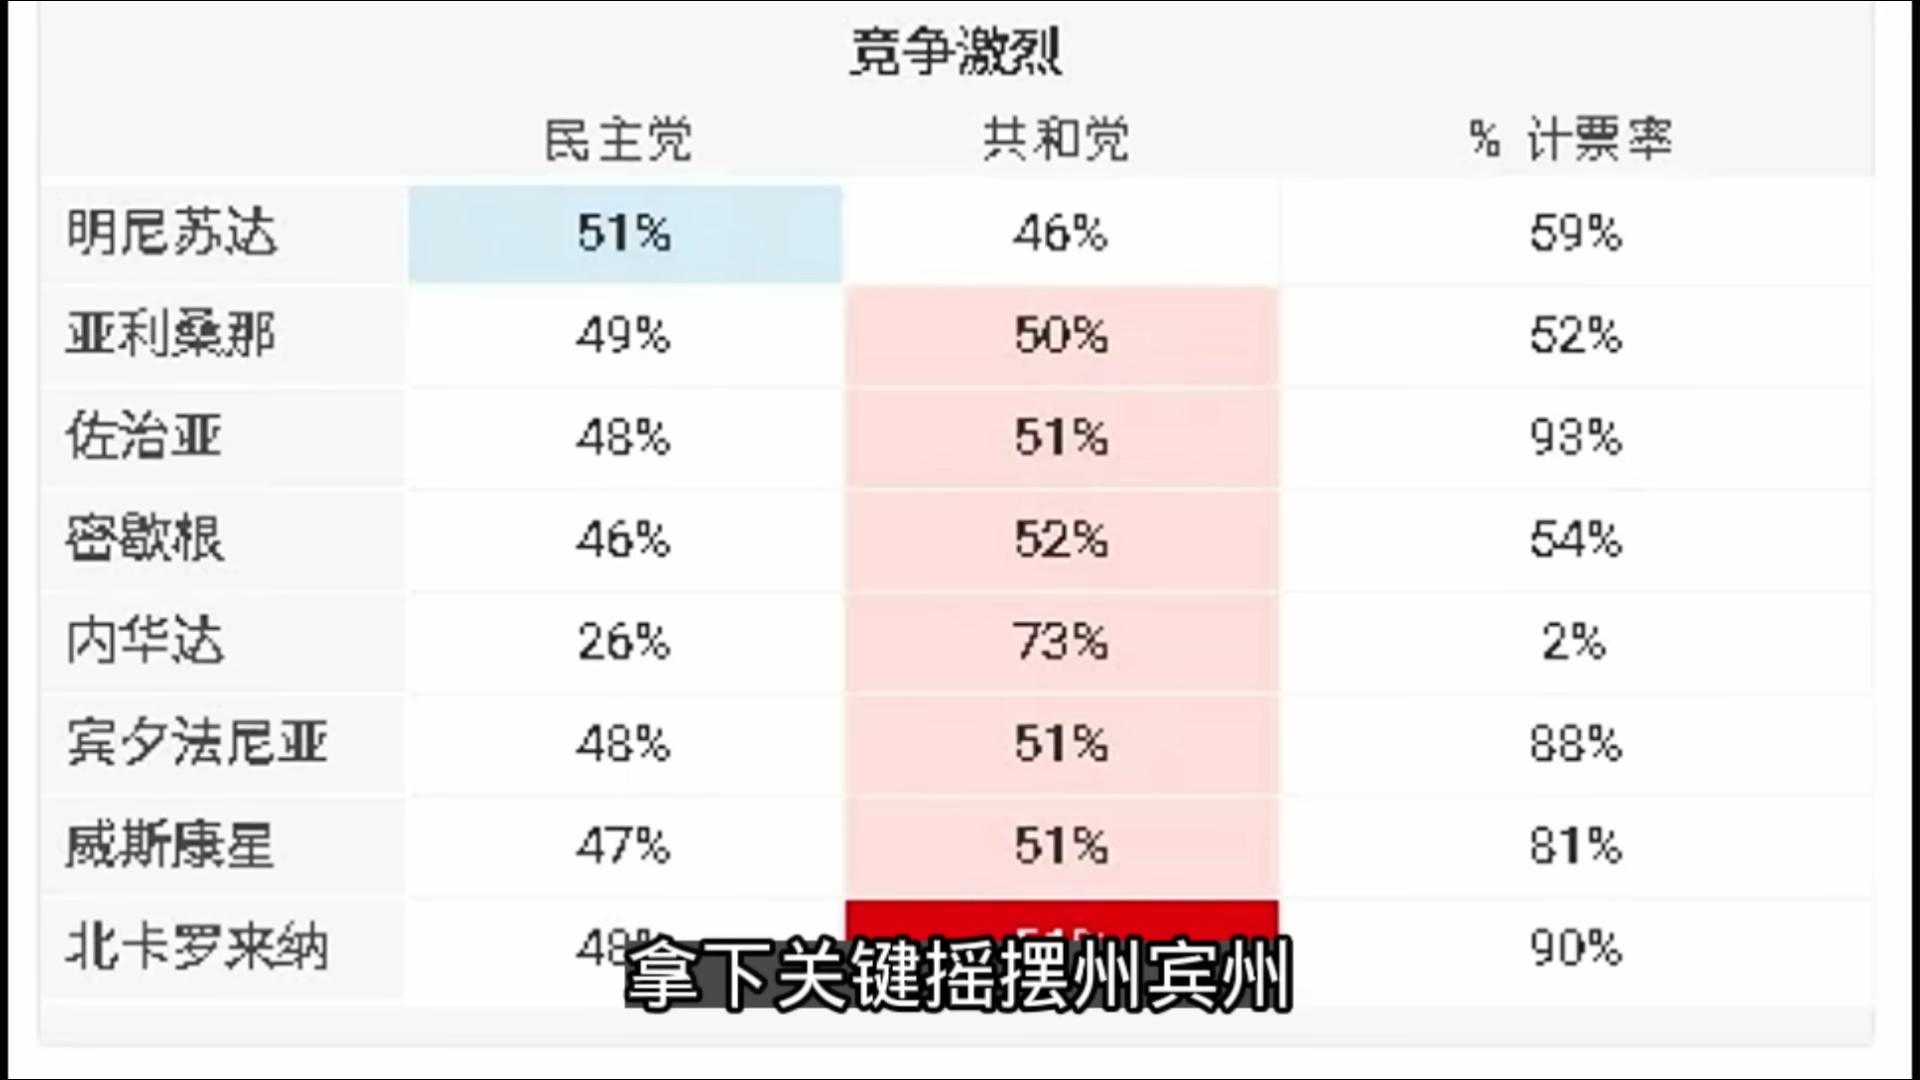 竞争激烈
民主党 共和党 % 计票率
明尼苏达 51% 46% 59%
亚利桑那 49% 50% 52%
佐治亚 48% 51% 93%
密歇根 46% 52% 54%
内华达 26% 73% 2%
宾夕法尼亚 48% 51% 88%
威斯康星 47% 51% 81%
北卡罗来纳 48 51% 90%
拿下关键摇摆州宾州